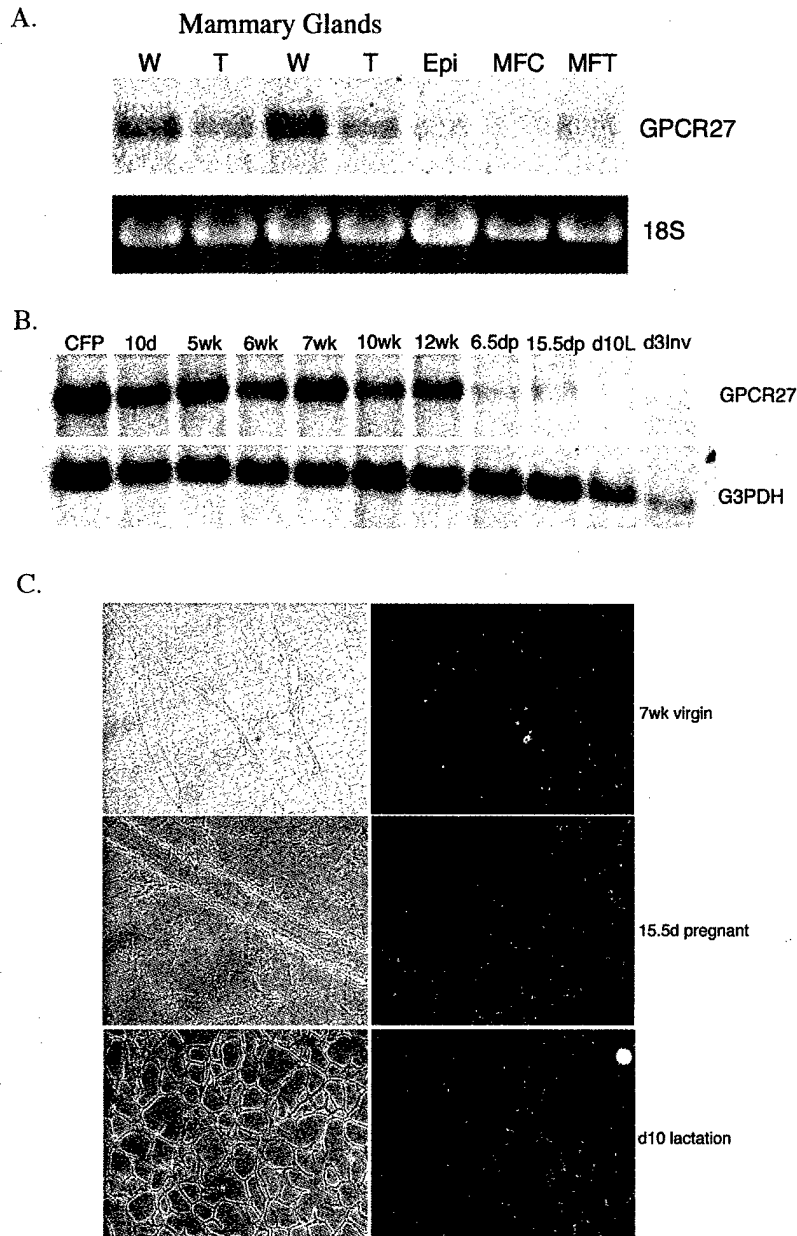 A.
Mammary Glands
W T W T Epi MFC MFT
GPCR27
18S
B.
CFP 10d 5wk 6wk 7wk 10wk 12wk 6.5dp 15.5dp d10L d3Inv
GPCR27
G3PDH
C.
7wk virgin
15.5d pregnant
d10 lactation